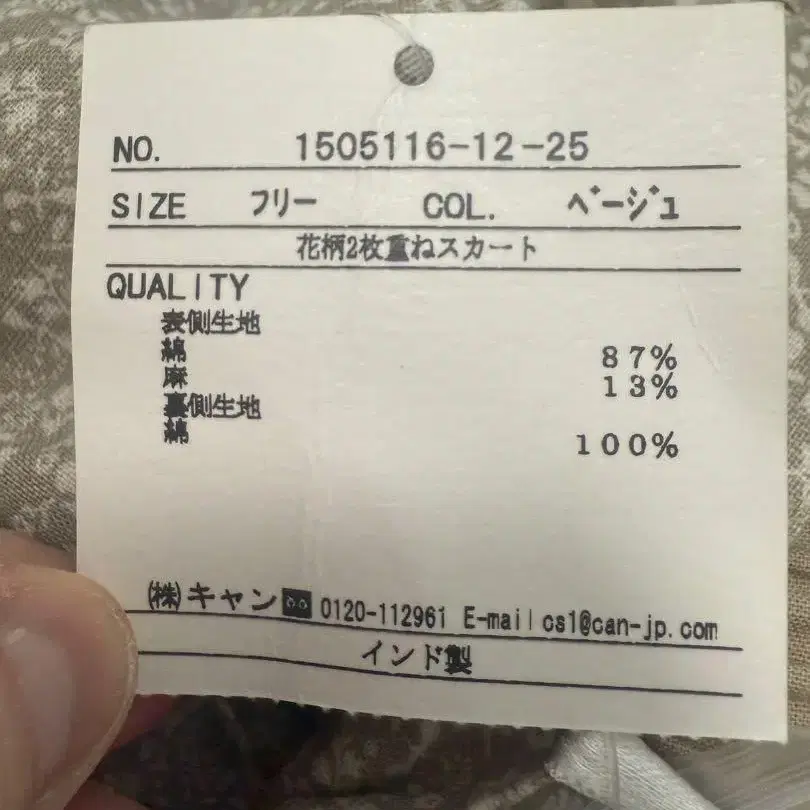 NO. 1505116-12-25
SIZE フリー COL. ベージュ
花柄2枚重ねスカート
QUALITY
表側生地
綿 87%
麻 13%
裏側生地
綿 100%
㈱キャン 0120-112961 E-mail cs1@can-jp.com
インド製